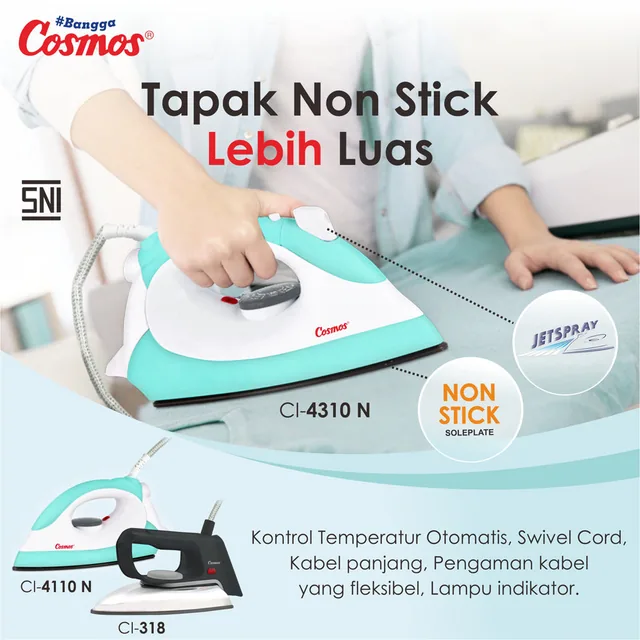 #Bangga
Cosmos®
Tapak Non Stick
Lebih Luas
SNI
Cosmos
JETSPRAY
CI-4310 N
NON
STICK
SOLEPLATE
Cosmos
Cosmos
CI-4110 N
CI-318
Kontrol Temperatur Otomatis, Swivel Cord,
Kabel panjang, Pengaman kabel
yang fleksibel, Lampu indikator.